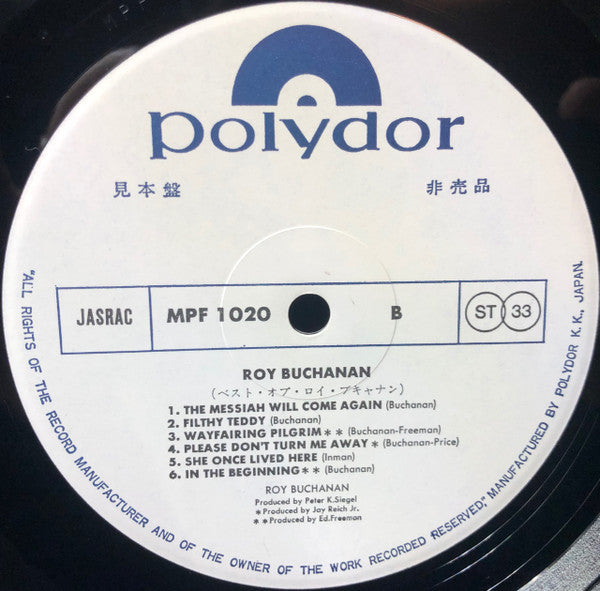 polydor
見本盤
非売品
JASRAC
MPF 1020
B
ST 33
ROY BUCHANAN
(ベスト・オブ・ロイ・ブキャナン)
1. THE MESSIAH WILL COME AGAIN (Buchanan)
2. FILTHY TEDDY (Buchanan)
3. WAYFAIRING PILGRIM** (Buchanan-Freeman)
4. PLEASE DON'T TURN ME AWAY * (Buchanan-Price)
5. SHE ONCE LIVED HERE (Inman)
6. IN THE BEGINNING** (Buchanan)
ROY BUCHANAN
Produced by Peter K.Siegel
*Produced by Jay Reich Jr.
**Produced by Ed.Freemon
"ALL RIGHTS OF THE RECORD MANUFACTURER AND OF THE OWNER OF THE WORK RECORDED RESERVED," MANUFACTURED BY POLYDOR K.K., JAPAN.